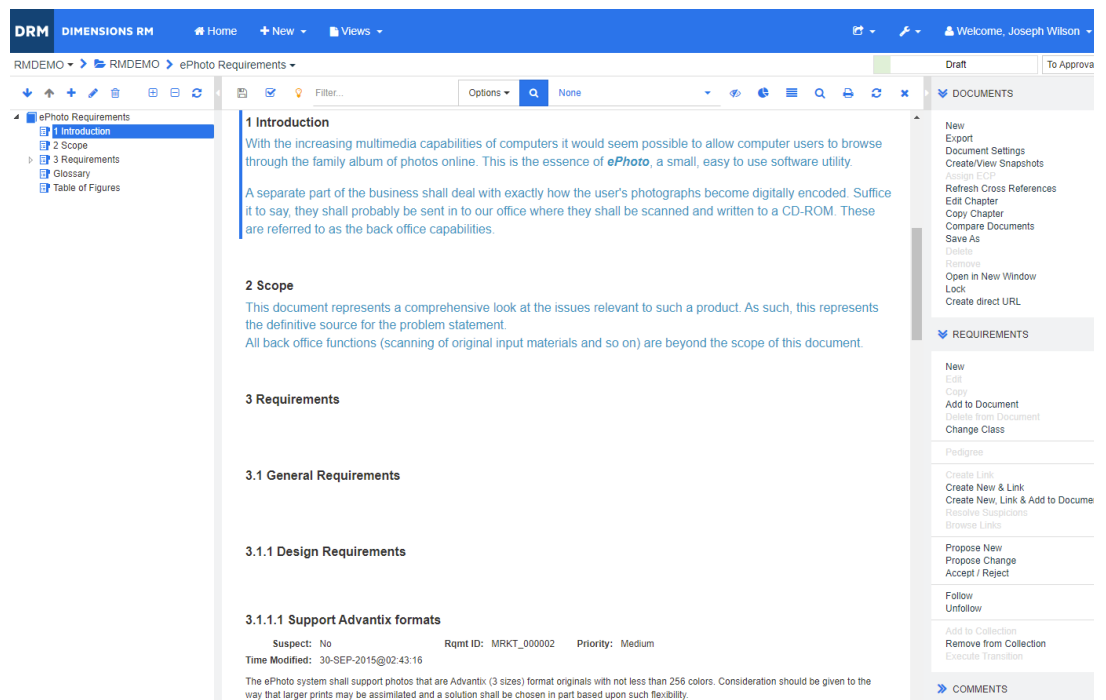 DRM DIMENSIONS RM Home New Views Welcome, Joseph Wilson
RMDEMO RMDEMO ePhoto Requirements Draft To Approva
Filter... Options None
ePhoto Requirements
1 Introduction
2 Scope
3 Requirements
Glossary
Table of Figures
1 Introduction
With the increasing multimedia capabilities of computers it would seem possible to allow computer users to browse
through the family album of photos online. This is the essence of ePhoto, a small, easy to use software utility.
A separate part of the business shall deal with exactly how the user's photographs become digitally encoded. Suffice
it to say, they shall probably be sent in to our office where they shall be scanned and written to a CD-ROM. These
are referred to as the back office capabilities.
2 Scope
This document represents a comprehensive look at the issues relevant to such a product. As such, this represents
the definitive source for the problem statement.
All back office functions (scanning of original input materials and so on) are beyond the scope of this document.
3 Requirements
3.1 General Requirements
3.1.1 Design Requirements
3.1.1.1 Support Advantix formats
Suspect: No Rqmt ID: MRKT_000002 Priority: Medium
Time Modified: 30-SEP-2015@02:43:16
The ePhoto system shall support photos that are Advantix (3 sizes) format originals with not less than 256 colors. Consideration should be given to the
way that larger prints may be assimilated and a solution shall be chosen in part based upon such flexibility.
DOCUMENTS
New
Export
Document Settings
Create/View Snapshots
Assign ECP
Refresh Cross References
Edit Chapter
Copy Chapter
Compare Documents
Save As
Delete
Remove
Open in New Window
Lock
Create direct URL
REQUIREMENTS
New
Edit
Copy
Add to Document
Delete from Document
Change Class
Pedigree
Create Link
Create New & Link
Create New, Link & Add to Docume
Resolve Suspicions
Browse Links
Propose New
Propose Change
Accept / Reject
Follow
Unfollow
Add to Collection
Remove from Collection
Execute Transition
COMMENTS